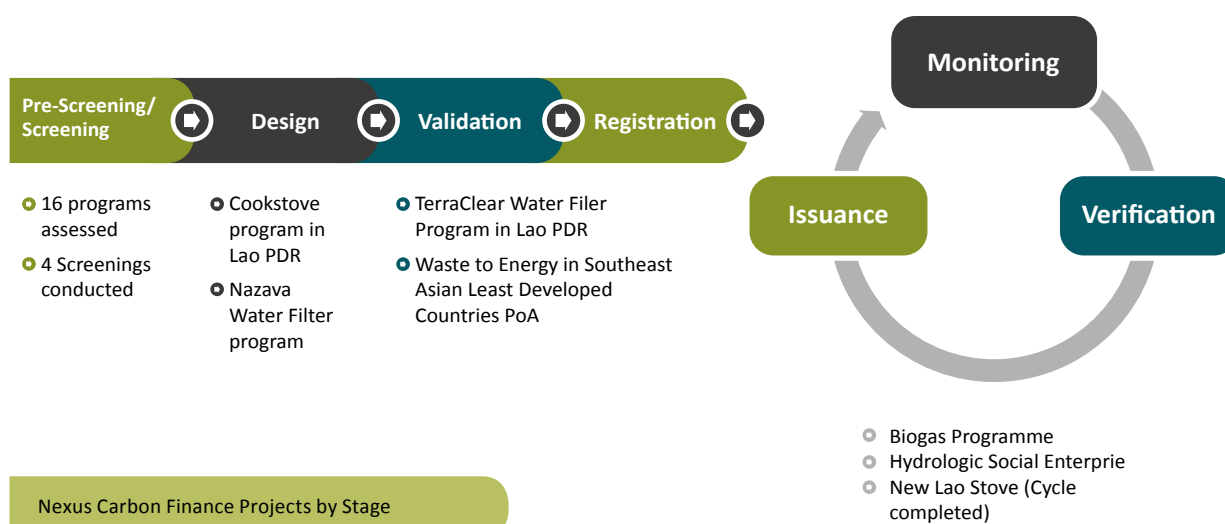 Pre-Screening/
Screening
Design
Validation
Registration
Monitoring
Issuance
Verification
16 programs
assessed
4 Screenings
conducted
Cookstove
program in
Lao PDR
Nazava
Water Filter
program
TerraClear Water Filer
Program in Lao PDR
Waste to Energy in Southeast
Asian Least Developed
Countries PoA
Biogas Programme
Hydrologic Social Enterprie
New Lao Stove (Cycle
completed)
Nexus Carbon Finance Projects by Stage